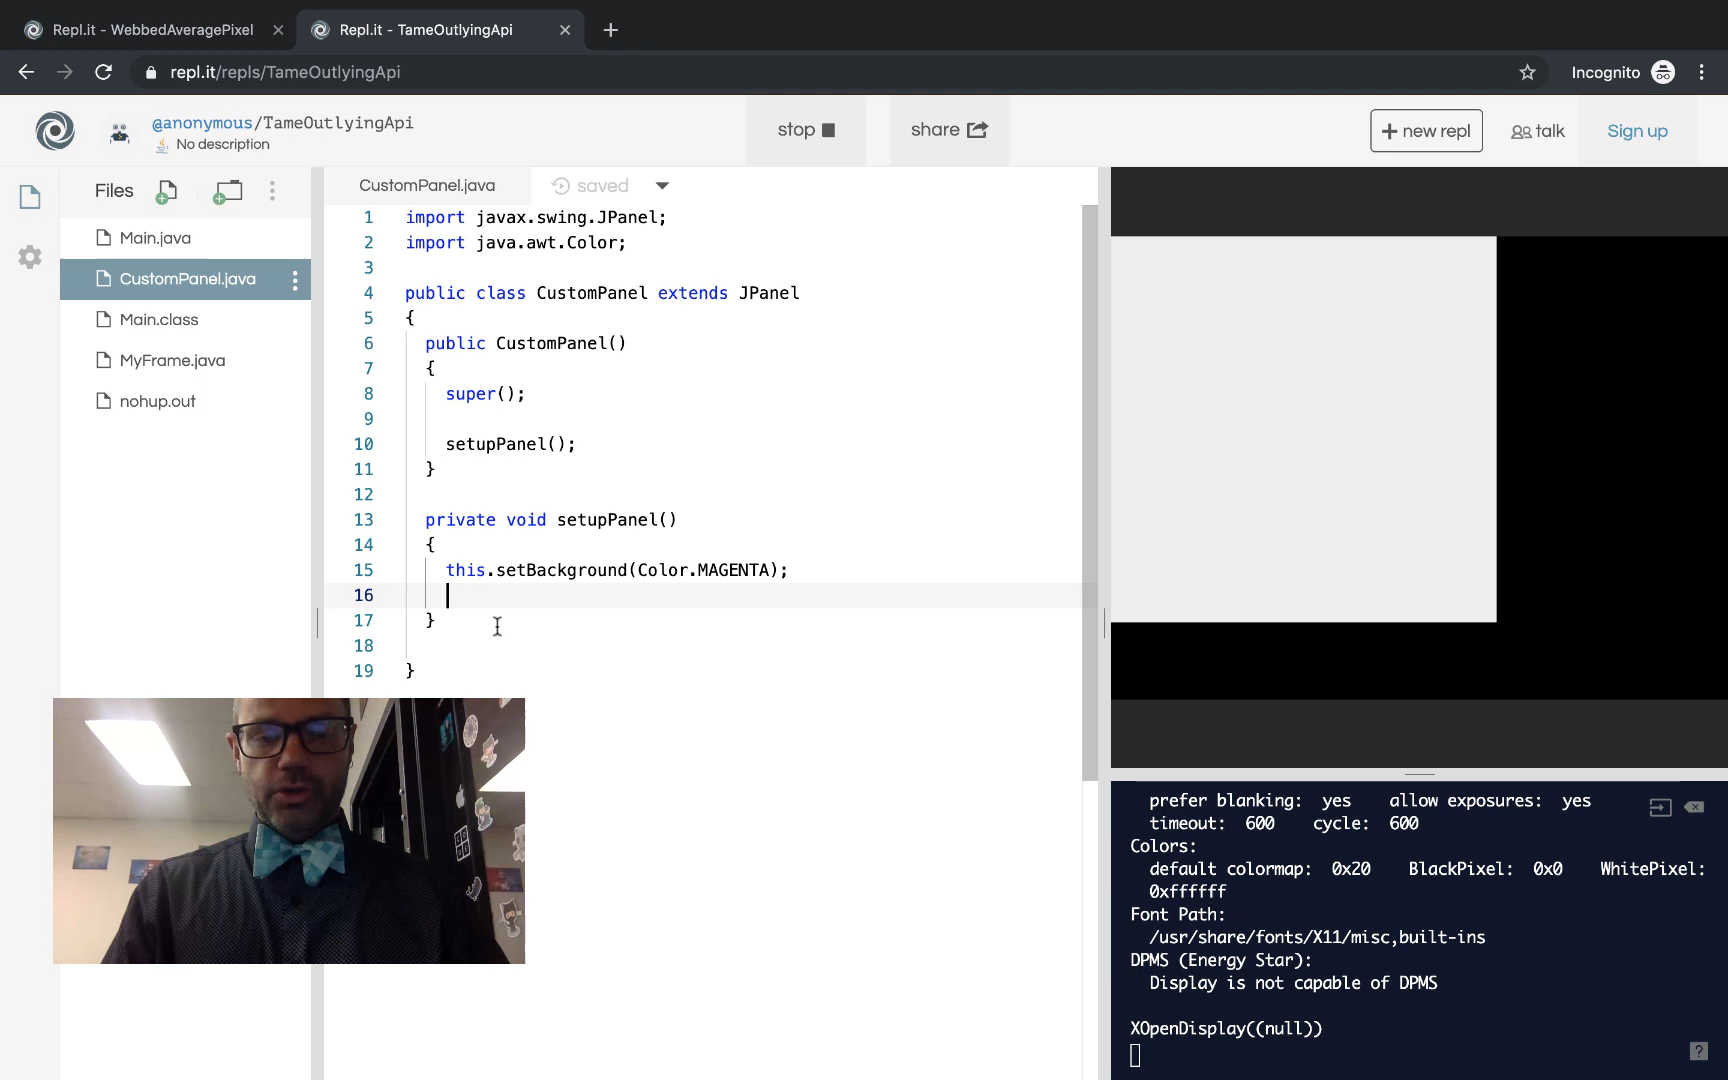 Repl.it - WebbedAveragePixel
Repl.it - TameOutlyingApi
repl.it/repls/TameOutlyingApi
Incognito
@anonymous/TameOutlyingApi
No description
stop
share
+ new repl
talk
Sign up
Files
Main.java
CustomPanel.java
Main.class
MyFrame.java
nohup.out
CustomPanel.java
saved
1 import javax.swing.JPanel;
2 import java.awt.Color;
3
4 public class CustomPanel extends JPanel
5 {
6 public CustomPanel()
7 {
8 super();
9
10 setupPanel();
11 }
12
13 private void setupPanel()
14 {
15 this.setBackground(Color.MAGENTA);
16
17 }
18
19 }
prefer blanking: yes allow exposures: yes
timeout: 600 cycle: 600
Colors:
default colormap: 0x20 BlackPixel: 0x0 WhitePixel:
0xffffff
Font Path:
/usr/share/fonts/X11/misc,built-ins
DPMS (Energy Star):
Display is not capable of DPMS
XOpenDisplay((null))
?